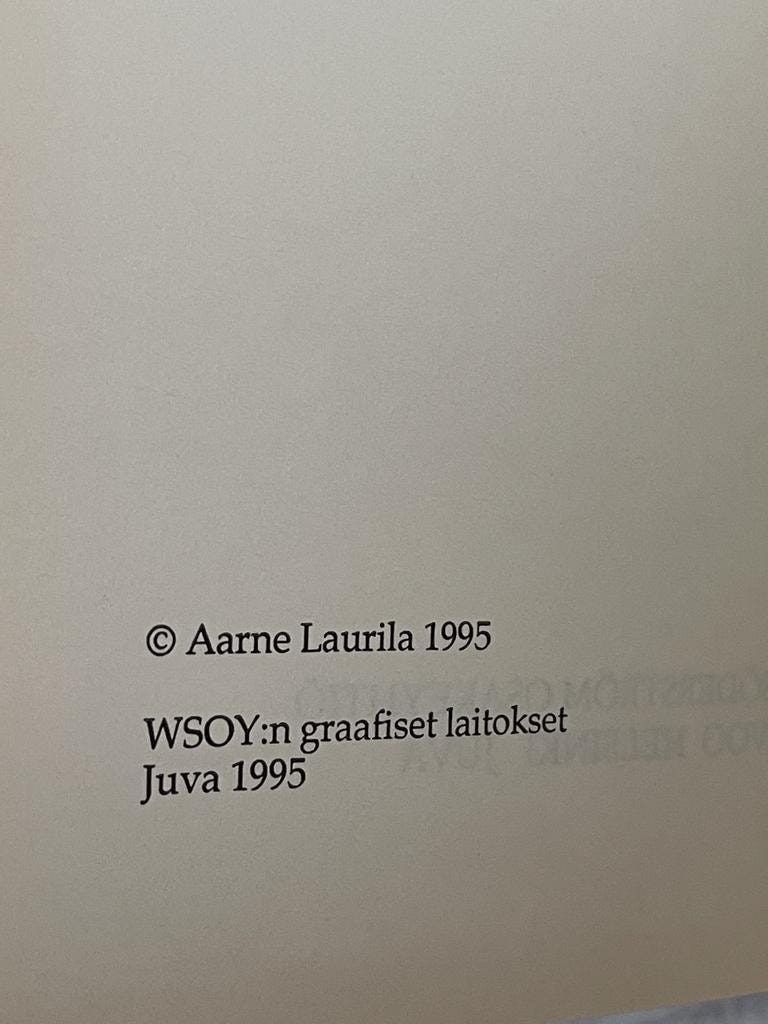 © Aarne Laurila 1995
WSOY:n graafiset laitokset
Juva 1995